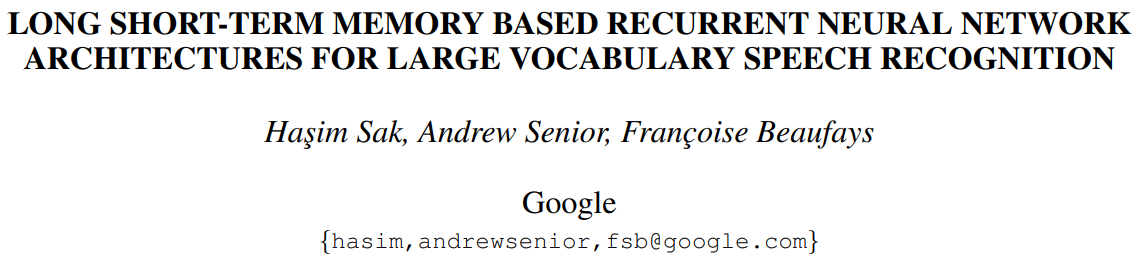 LONG SHORT-TERM MEMORY BASED RECURRENT NEURAL NETWORK
ARCHITECTURES FOR LARGE VOCABULARY SPEECH RECOGNITION
Haşim Sak, Andrew Senior, Françoise Beaufays
Google
{hasim,andrewsenior,fsb@google.com}